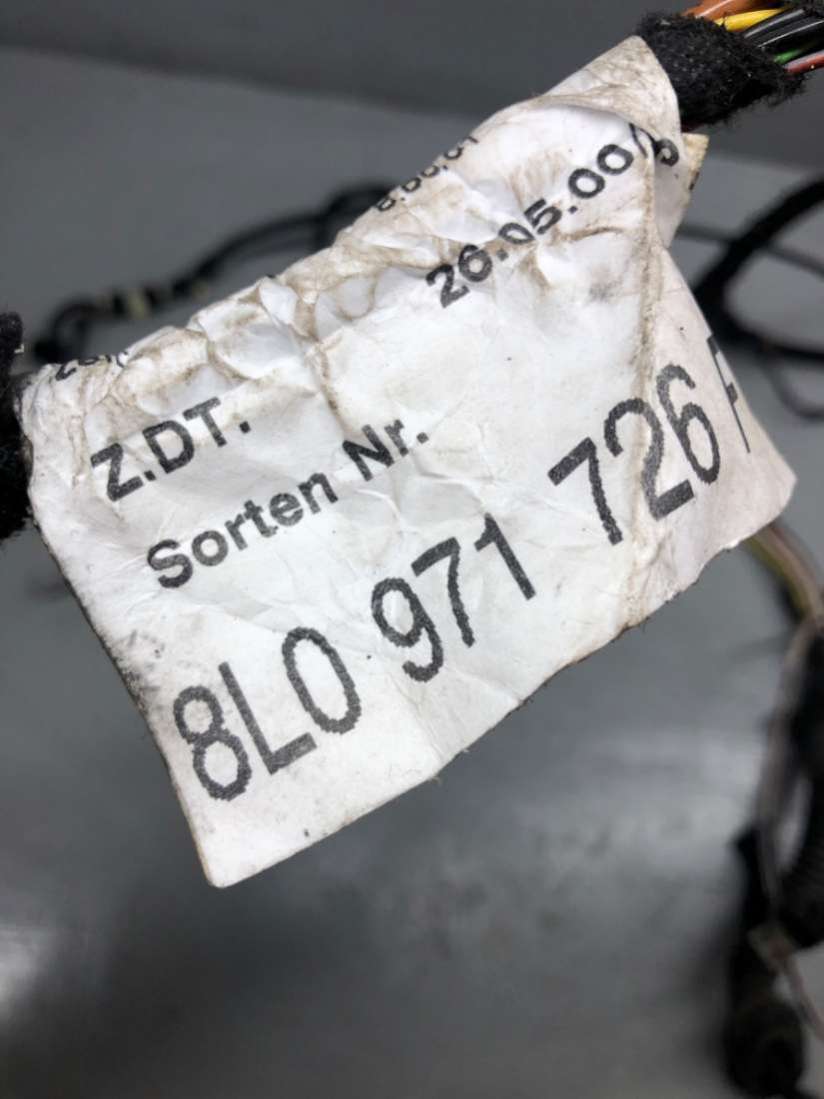 26.05.00
Z.DT.
Sorten Nr.
8L0 971 726 F